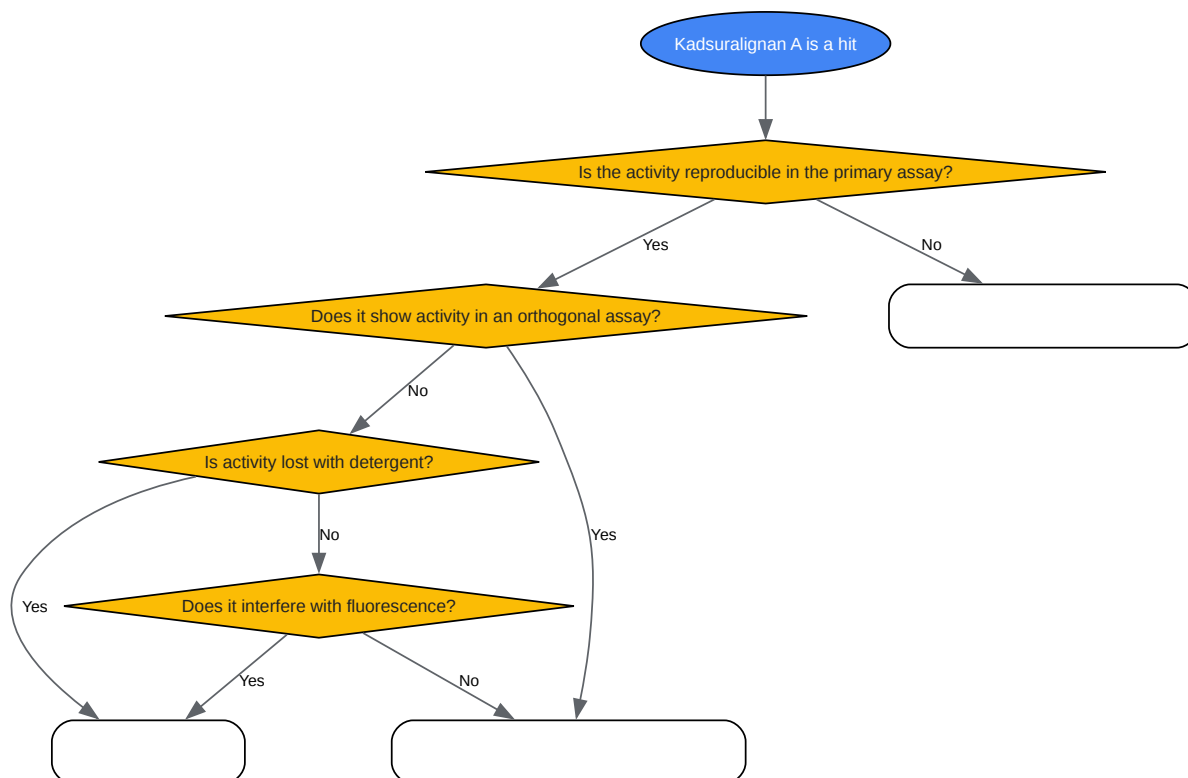 Kadsuralignan A is a hit
Is the activity reproducible in the primary assay?
Yes
No
Does it show activity in an orthogonal assay?
No
Is activity lost with detergent?
No
Yes
Yes
Does it interfere with fluorescence?
Yes
No